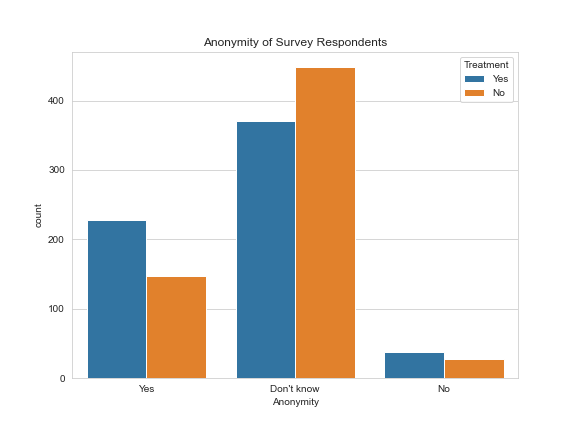 Anonymity of Survey Respondents
Treatment
Yes
No
count
400
300
200
100
0
Yes
Don't know
No
Anonymity